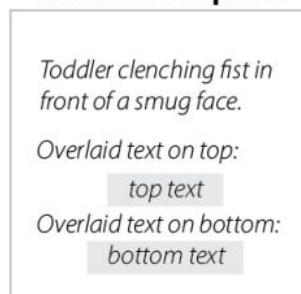 Toddler clenching fist in
front of a smug face.
Overlaid text on top:
top text
Overlaid text on bottom:
bottom text